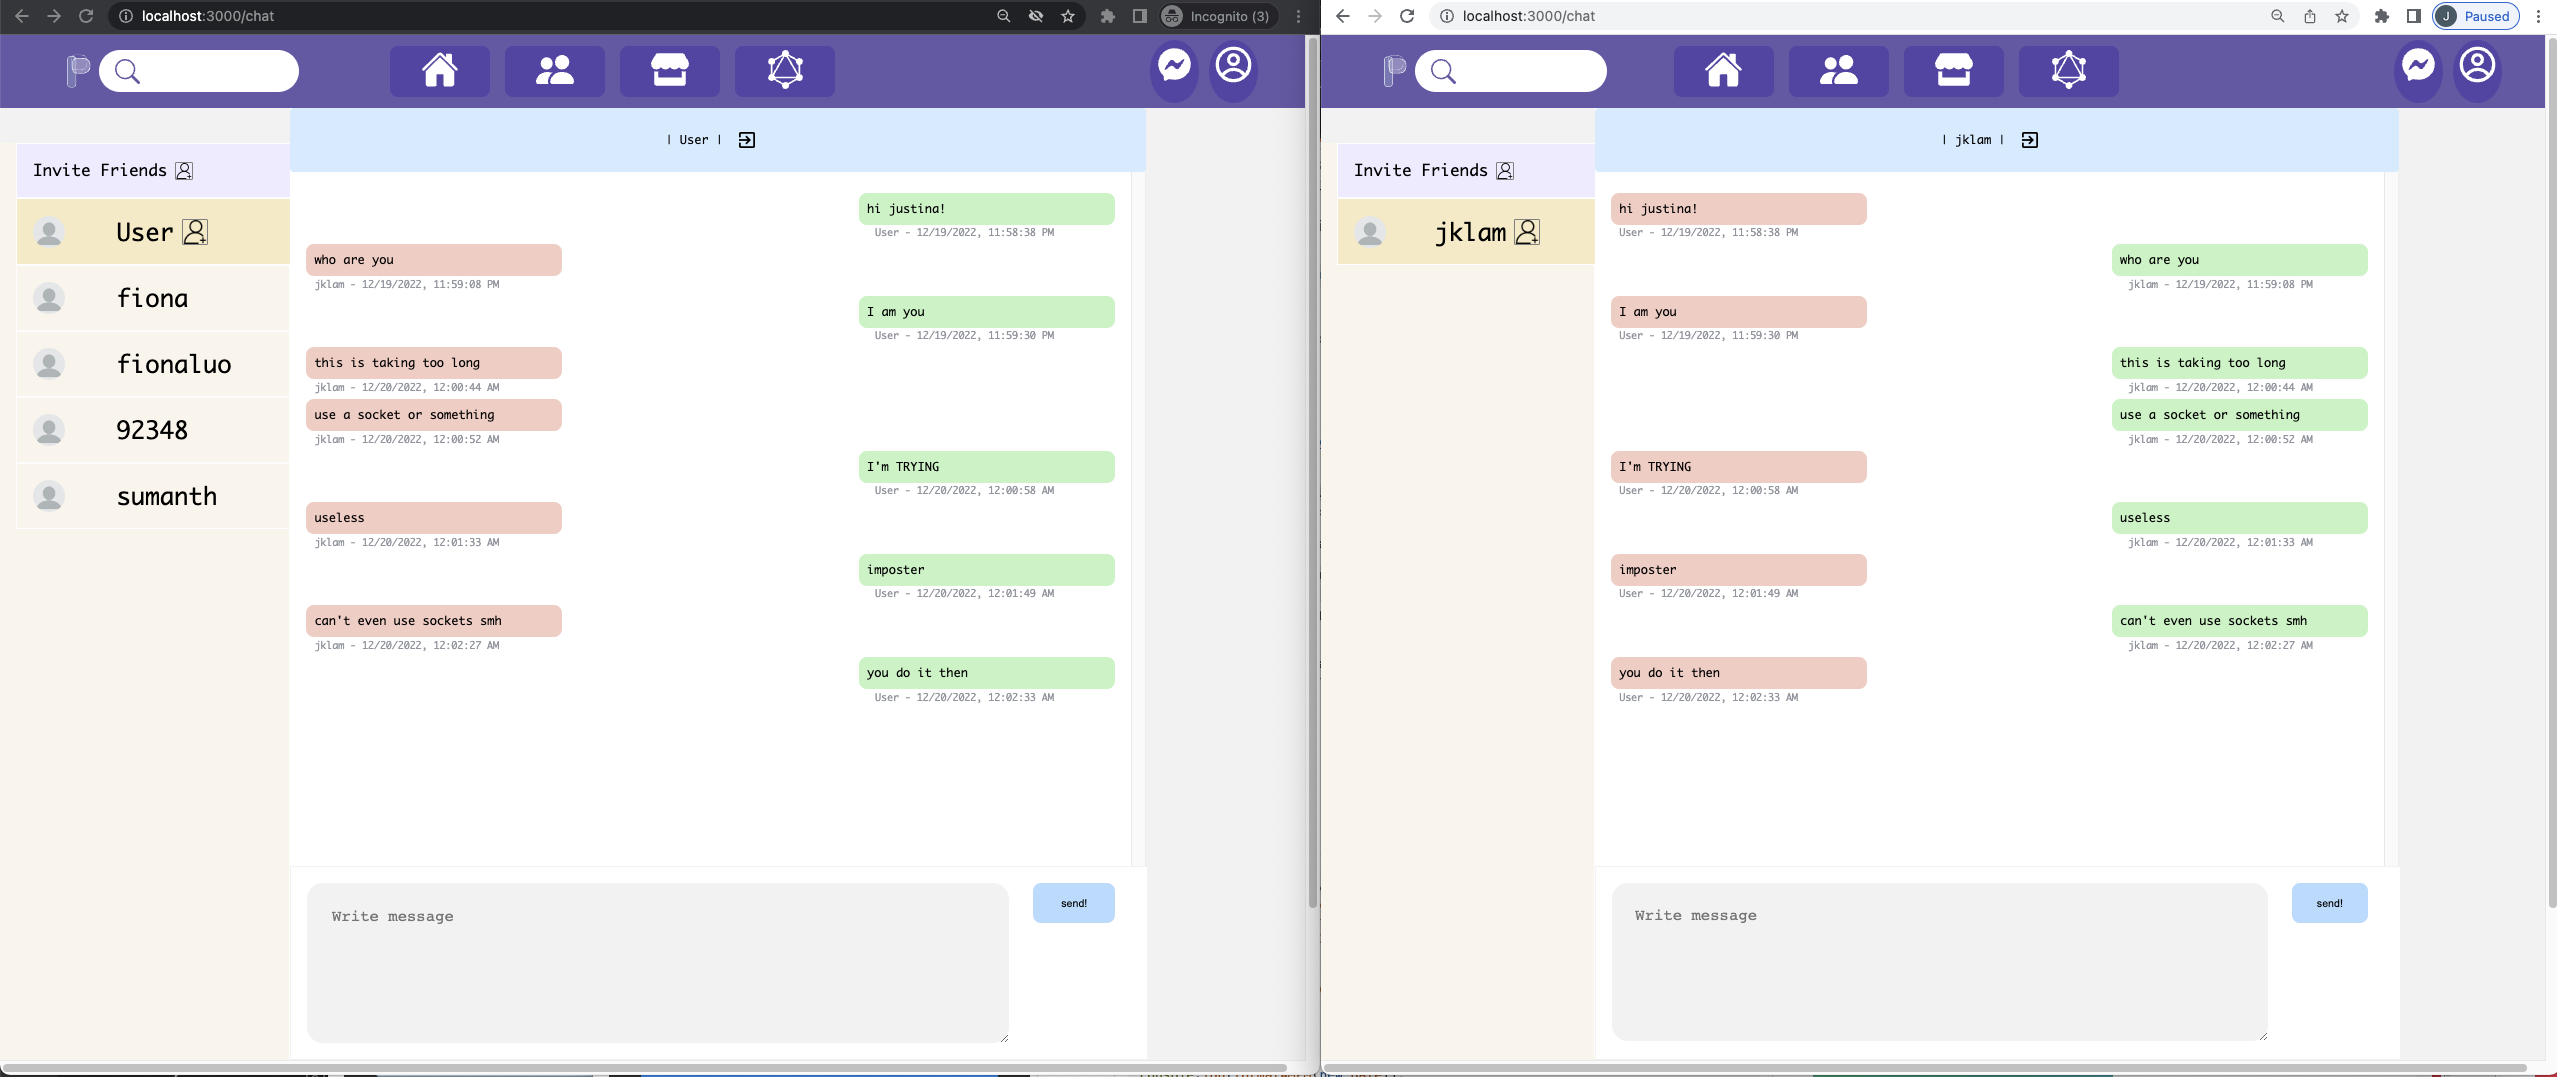 localhost:3000/chat
Incognito (3)
| User |
Invite Friends
User
fiona
fionaluo
92348
sumanth
hi justina!
User - 12/19/2022, 11:58:38 PM
who are you
jklam - 12/19/2022, 11:59:08 PM
I am you
User - 12/19/2022, 11:59:30 PM
this is taking too long
jklam - 12/20/2022, 12:00:44 AM
use a socket or something
jklam - 12/20/2022, 12:00:52 AM
I'm TRYING
User - 12/20/2022, 12:00:58 AM
useless
jklam - 12/20/2022, 12:01:33 AM
imposter
User - 12/20/2022, 12:01:49 AM
can't even use sockets smh
jklam - 12/20/2022, 12:02:27 AM
you do it then
User - 12/20/2022, 12:02:33 AM
Write message
send!
localhost:3000/chat
J Paused
| jklam |
Invite Friends
jklam
hi justina!
User - 12/19/2022, 11:58:38 PM
who are you
jklam - 12/19/2022, 11:59:08 PM
I am you
User - 12/19/2022, 11:59:30 PM
this is taking too long
jklam - 12/20/2022, 12:00:44 AM
use a socket or something
jklam - 12/20/2022, 12:00:52 AM
I'm TRYING
User - 12/20/2022, 12:00:58 AM
useless
jklam - 12/20/2022, 12:01:33 AM
imposter
User - 12/20/2022, 12:01:49 AM
can't even use sockets smh
jklam - 12/20/2022, 12:02:27 AM
you do it then
User - 12/20/2022, 12:02:33 AM
Write message
send!